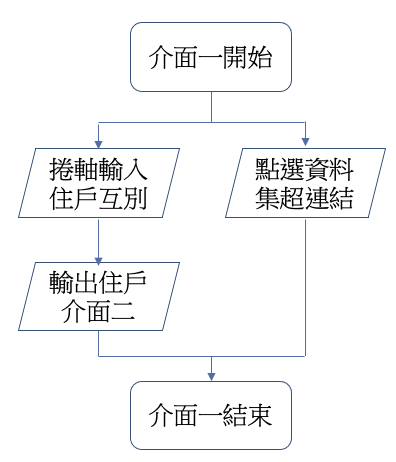 介面一開始
捲軸輸入
住戶互別
點選資料
集超連結
輸出住戶
介面二
介面一結束